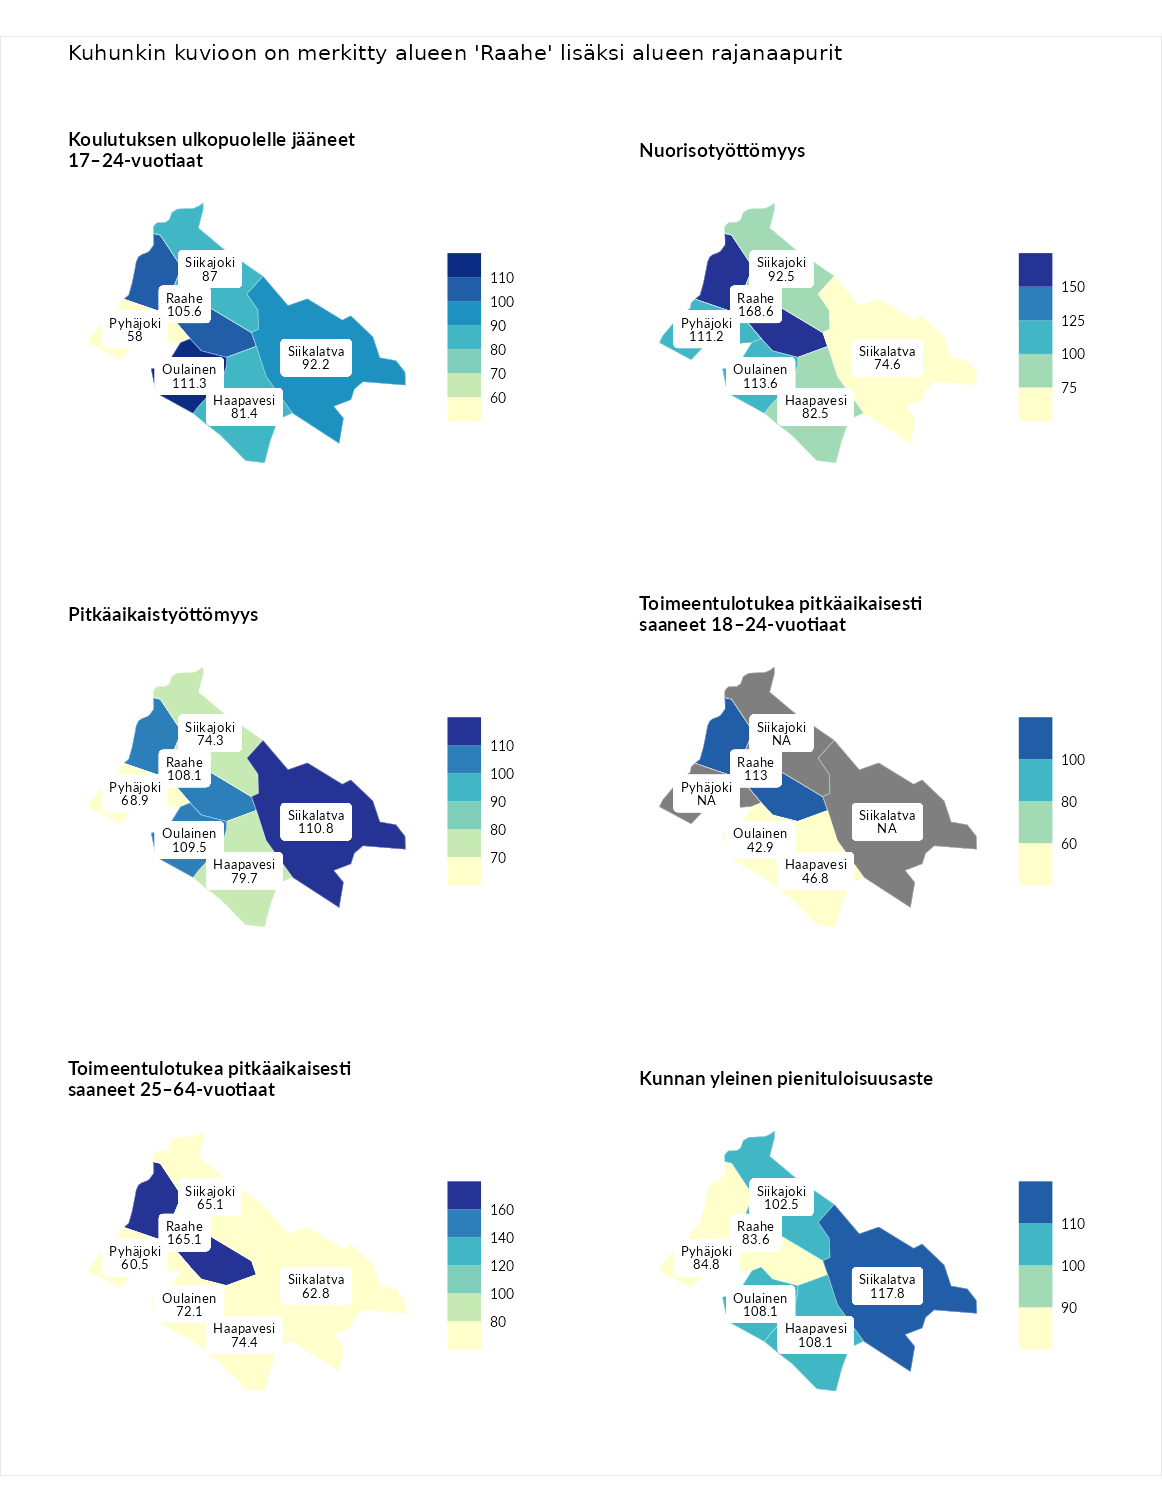 Kuhunkin kuvioon on merkitty alueen 'Raahe' lisäksi alueen rajanaapurit
Koulutuksen ulkopuolelle jääneet
17–24-vuotiaat
Siikajoki
87
Raahe
105.6
Pyhäjoki
58
Siikalatva
92.2
Oulainen
111.3
Haapavesi
81.4
110
100
90
80
70
60
Nuorisotyöttömyys
Siikajoki
92.5
Raahe
168.6
Pyhäjoki
111.2
Siikalatva
74.6
Oulainen
113.6
Haapavesi
82.5
150
125
100
75
Pitkäaikaistyöttömyys
Siikajoki
74.3
Raahe
108.1
Pyhäjoki
68.9
Siikalatva
110.8
Oulainen
109.5
Haapavesi
79.7
110
100
90
80
70
Toimeentulotukea pitkäaikaisesti
saaneet 18–24-vuotiaat
Siikajoki
NA
Raahe
113
Pyhäjoki
NA
Siikalatva
NA
Oulainen
42.9
Haapavesi
46.8
100
80
60
Toimeentulotukea pitkäaikaisesti
saaneet 25–64-vuotiaat
Siikajoki
65.1
Raahe
165.1
Pyhäjoki
60.5
Siikalatva
62.8
Oulainen
72.1
Haapavesi
74.4
160
140
120
100
80
Kunnan yleinen pienituloisuusaste
Siikajoki
102.5
Raahe
83.6
Pyhäjoki
84.8
Siikalatva
117.8
Oulainen
108.1
Haapavesi
108.1
110
100
90